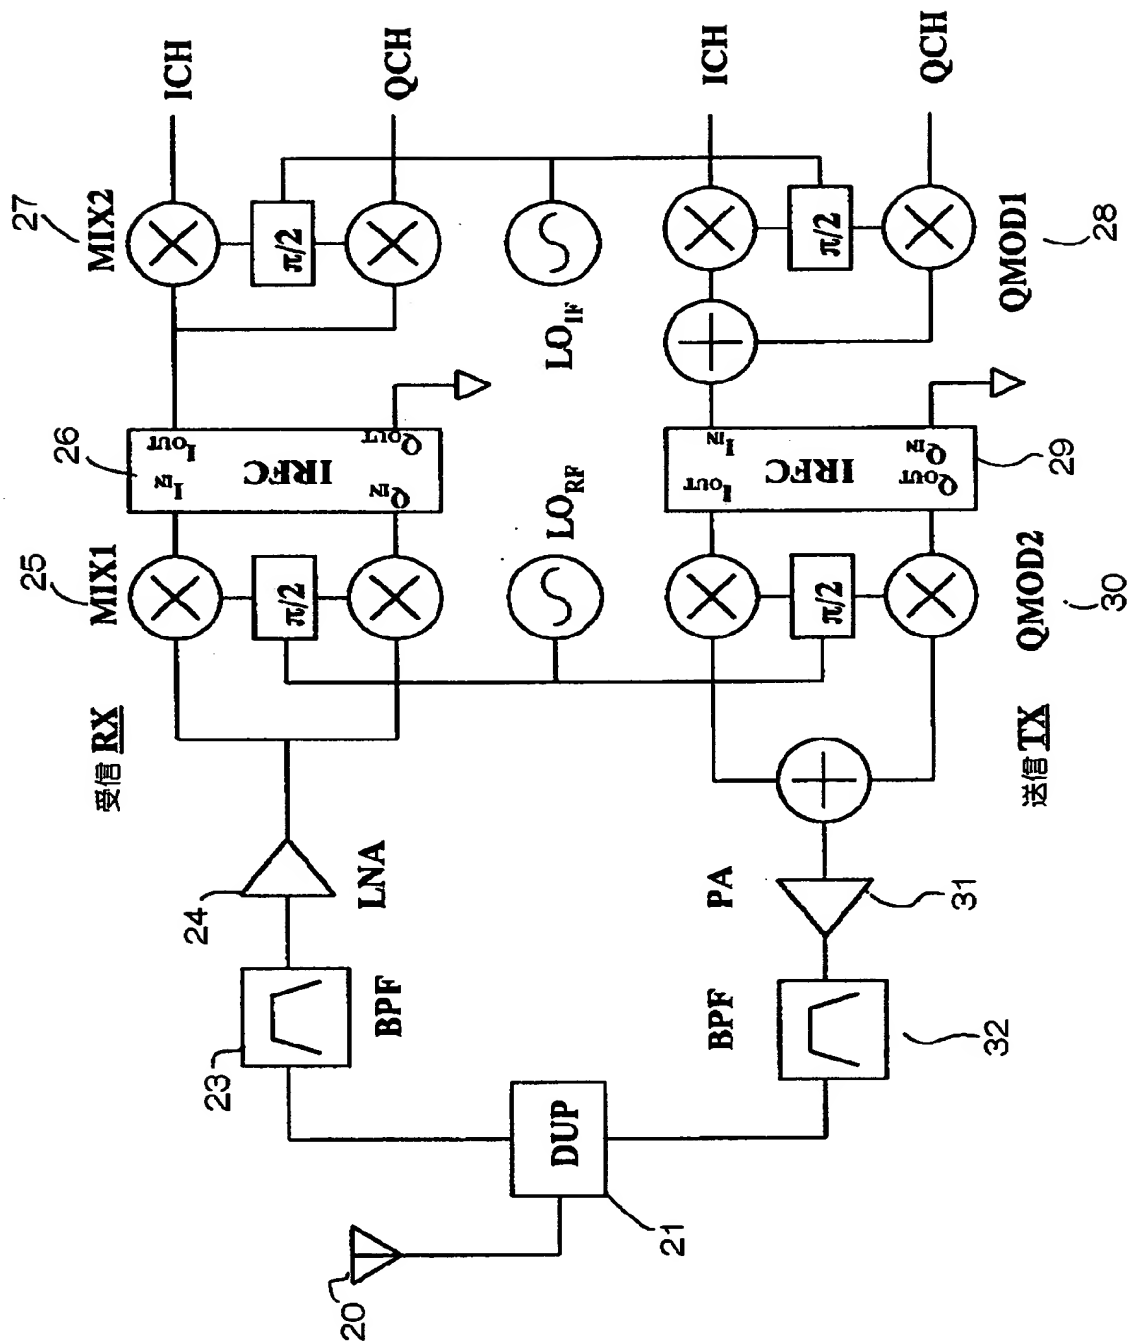 受信 RX
20
21
DUP
23
BPF
24
LNA
25
MIX1
π/2
26
IRFC
I_IN
I_OUT
Q_IN
Q_OUT
27
MIX2
π/2
ICH
QCH
LO_RF
LO_IF
送信 TX
32
BPF
31
PA
30
QMOD2
π/2
29
IRFC
I_OUT
I_IN
Q_OUT
Q_IN
28
QMOD1
π/2
ICH
QCH